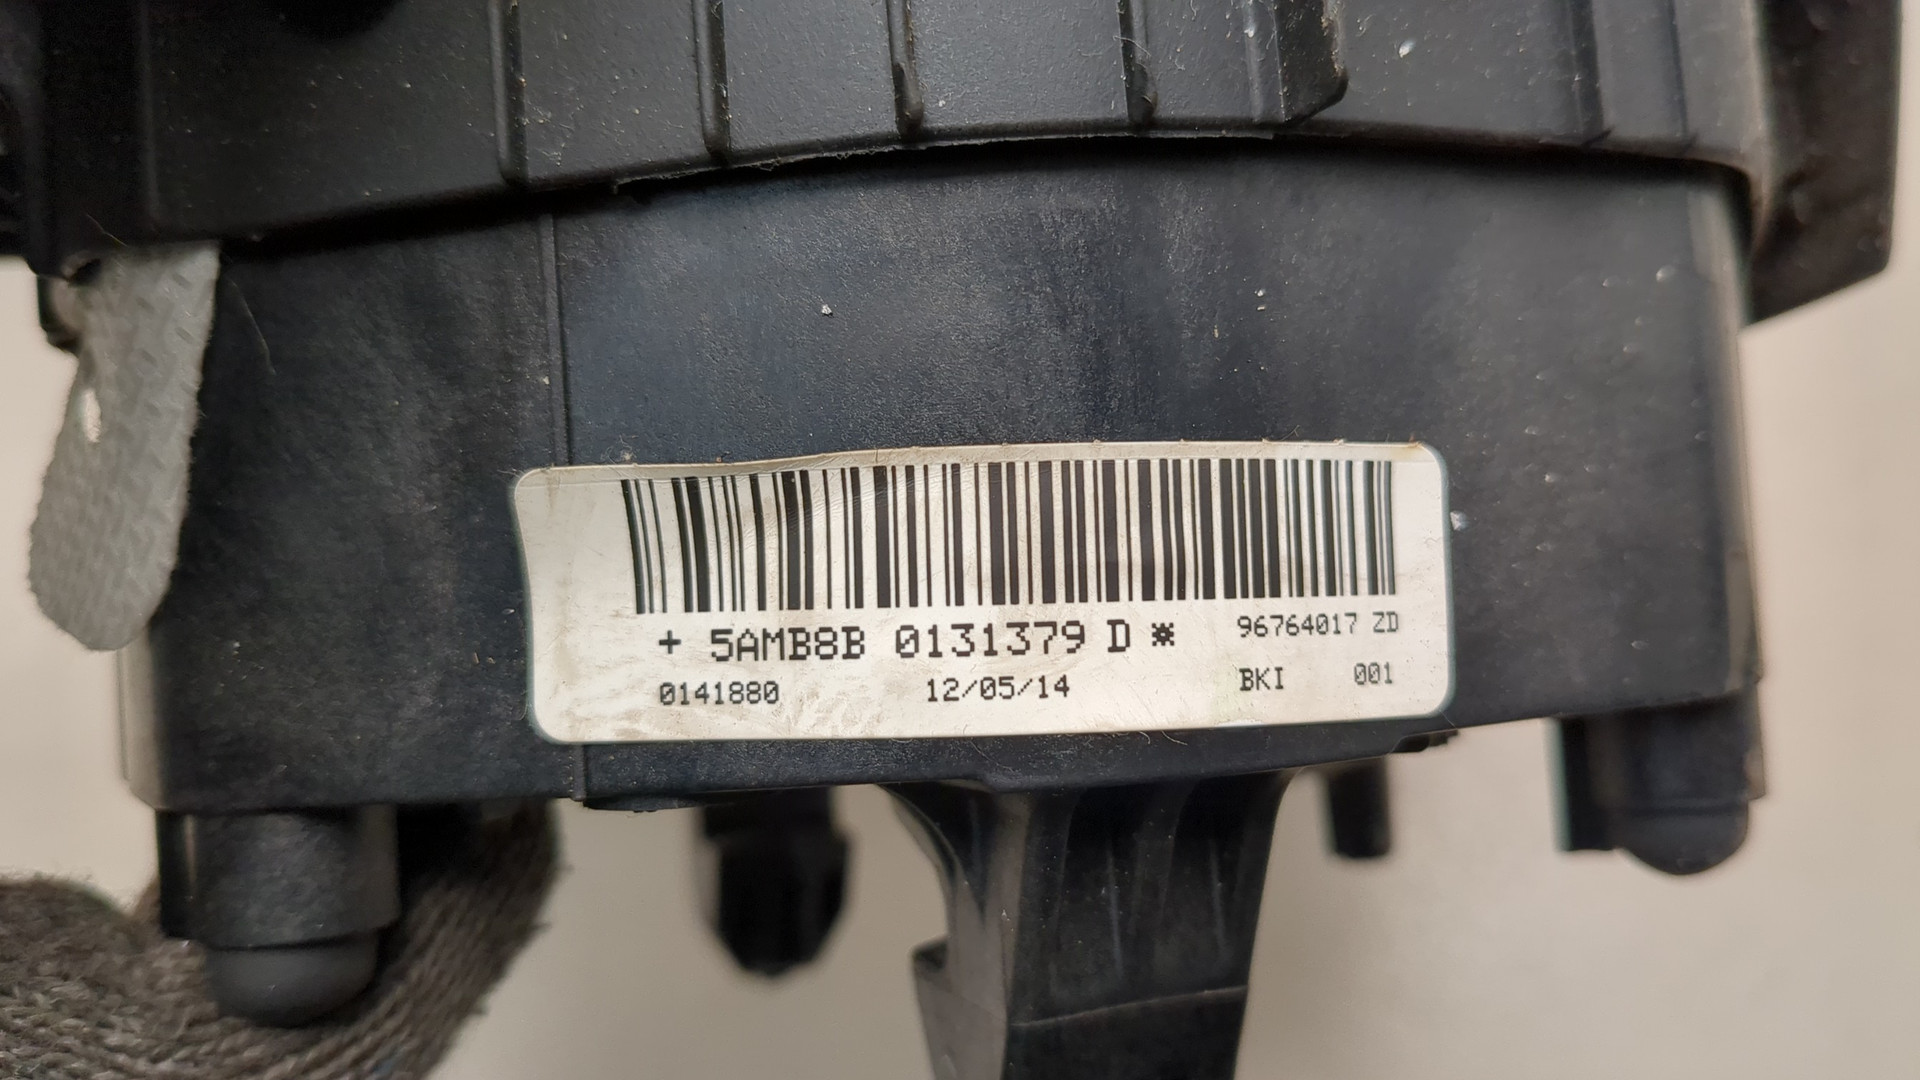 + 5AMB8B 0131379 D ⁕ 96764017 ZD
0141880 12/05/14 BKI 001